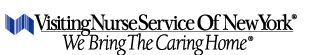 Visiting Nurse Service Of New York®
We Bring The Caring Home®